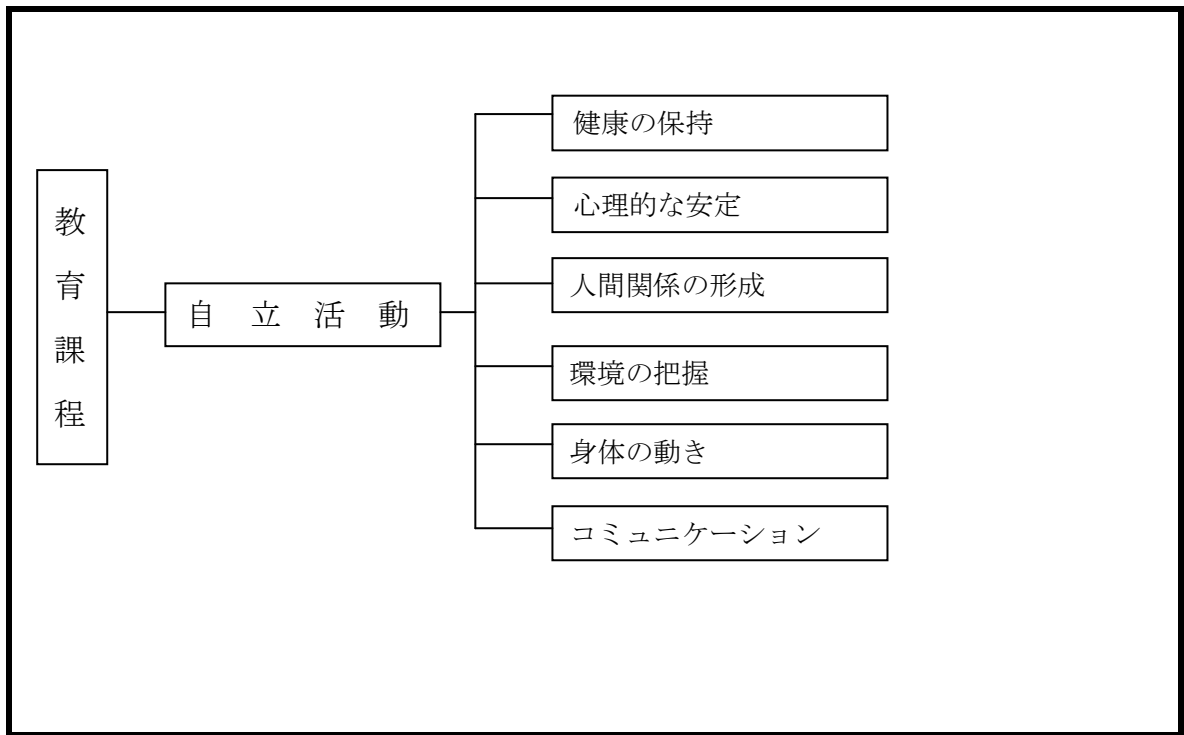 教育課程
自立活動
健康の保持
心理的な安定
人間関係の形成
環境の把握
身体の動き
コミュニケーション